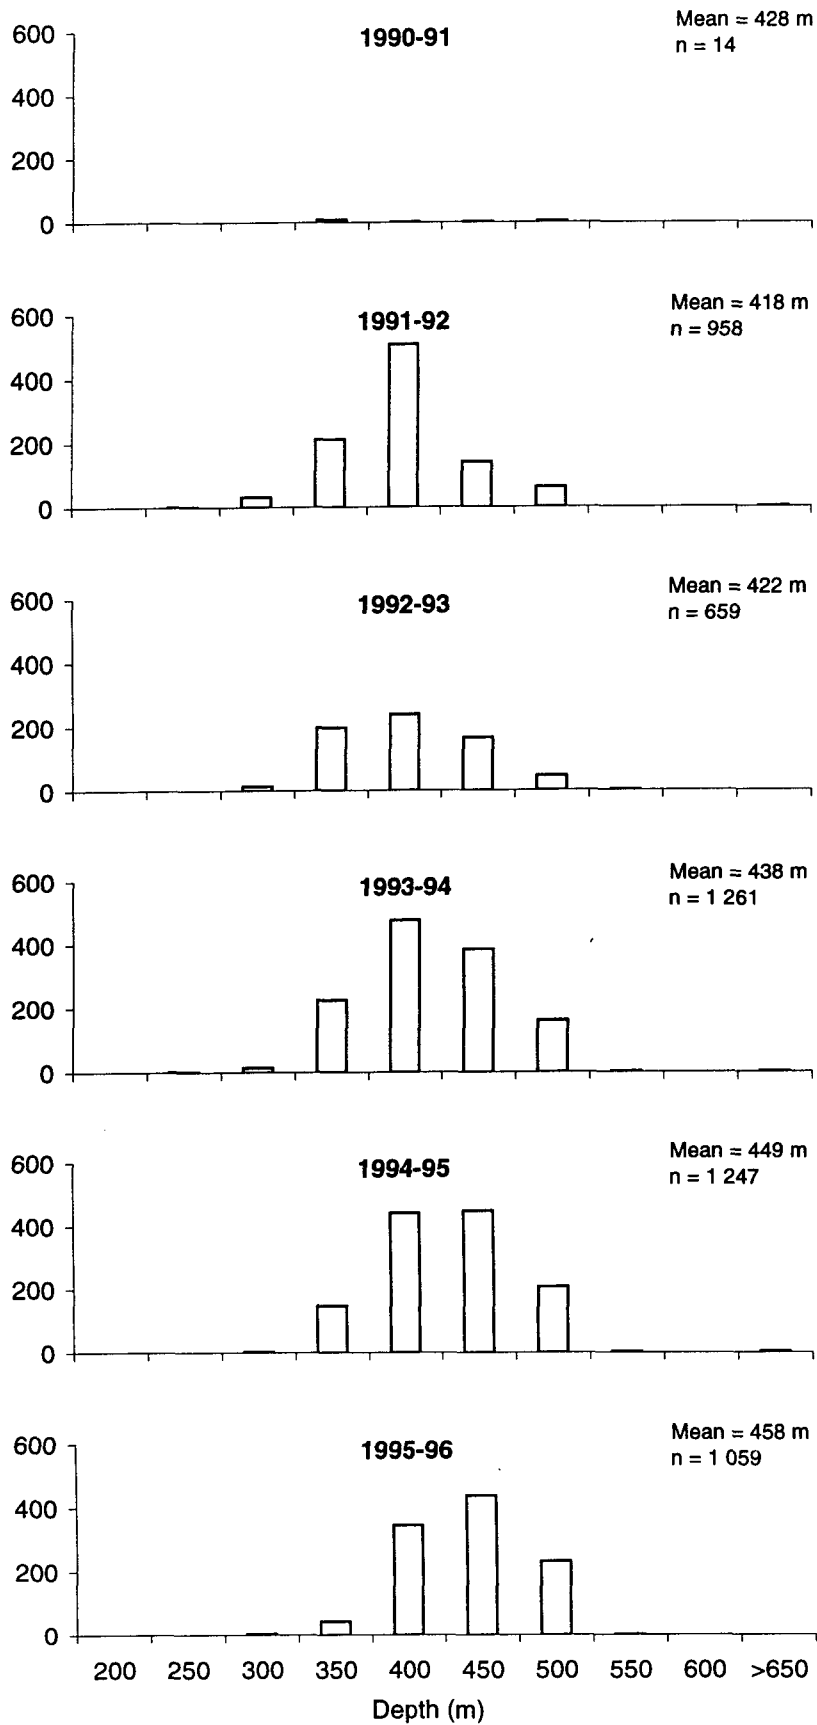 1990-91
Mean = 428 m
n = 14
600
400
200
0
1991-92
Mean = 418 m
n = 958
600
400
200
0
1992-93
Mean = 422 m
n = 659
600
400
200
0
1993-94
Mean = 438 m
n = 1 261
600
400
200
0
1994-95
Mean = 449 m
n = 1 247
600
400
200
0
1995-96
Mean = 458 m
n = 1 059
600
400
200
0
200 250 300 350 400 450 500 550 600 >650
Depth (m)